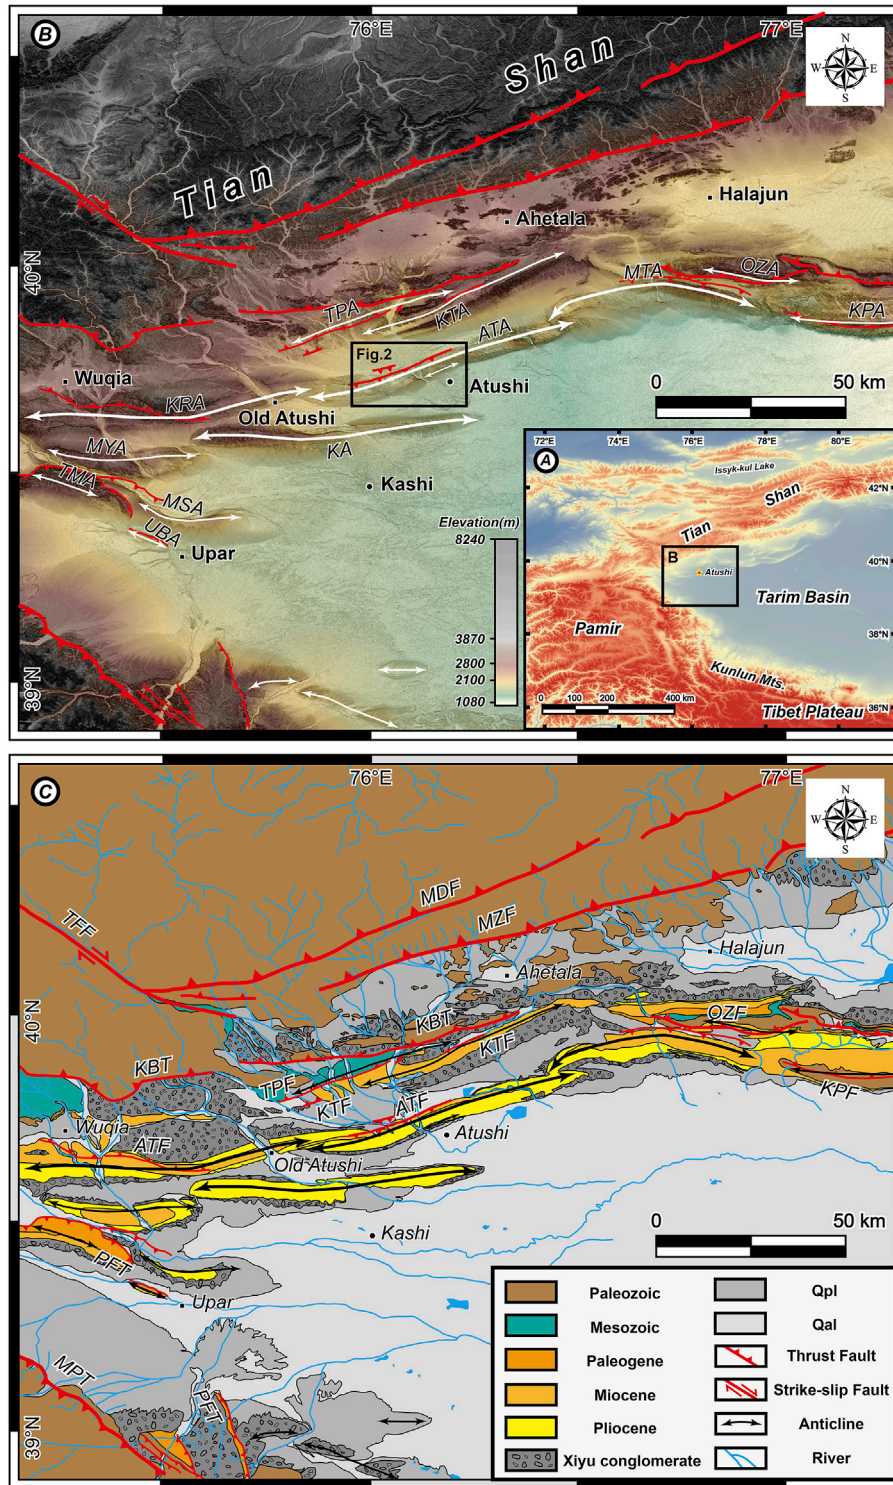 B
76°E
77°E
N
W
E
S
Shan
Tian
Halajun
Ahetala
40°N
OZA
MTA
TPA
KTA
KPA
ATA
Fig.2
Wuqia
Atushi
0
50 km
KRA
Old Atushi
MYA
KA
TMA
Kashi
MSA
UBA
Upar
Elevation(m)
8240
3870
2800
2100
1080
39°N
A
72°E
74°E
76°E
78°E
80°E
Issyk-kul Lake
42°N
Shan
Tian
B
40°N
Atushi
Tarim Basin
Pamir
38°N
Kunlun Mts.
0
100
200
400 km
36°N
Tibet Plateau
C
76°E
77°E
N
W
E
S
MDF
TFF
MZF
Halajun
Ahetala
40°N
KBT
OZF
KTF
KBT
TPF
KTF
ATF
KPF
Wuqia
ATF
Atushi
Old Atushi
Kashi
0
50 km
PFT
Upar
MPT
PFT
39°N
Paleozoic
Qpl
Mesozoic
Qal
Paleogene
Thrust Fault
Miocene
Strike-slip Fault
Pliocene
Anticline
Xiyu conglomerate
River